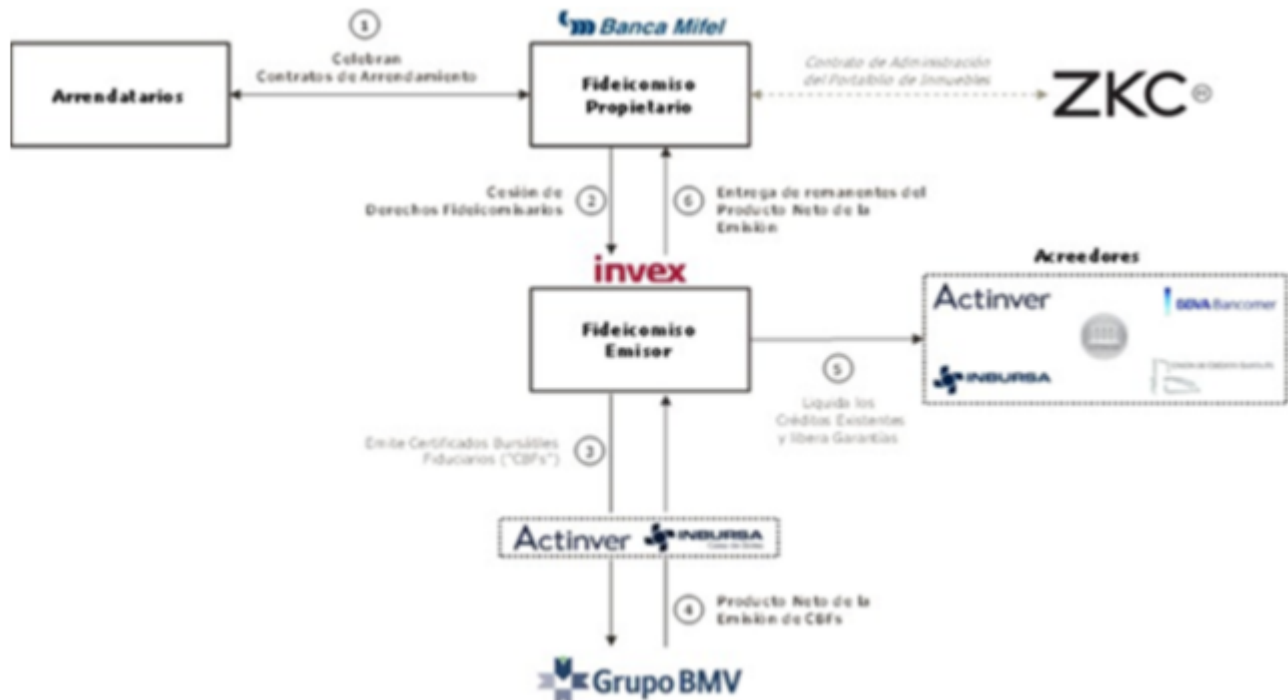 1
Banca Mifel
Celebran
Contratos de Arrendamiento
Arrendatarios
Fideicomiso
Propietario
Contrato de Administración
del Portafolio de Inmuebles
ZKC
Cesión de
Derechos Fideicomisarios
2
6
Entrega de remanentes del
Producto Neto de la
Emisión
invex
Fideicomiso
Emisor
Acreedores
Actinver
BBVA Bancomer
INBURSA
5
Liquida los
Créditos Existentes
y libera Garantías
Emite Certificados Bursátiles
Fiduciarios ("CBFs")
3
Actinver
INBURSA
4
Producto Neto de la
Emisión de CBFs
Grupo BMV